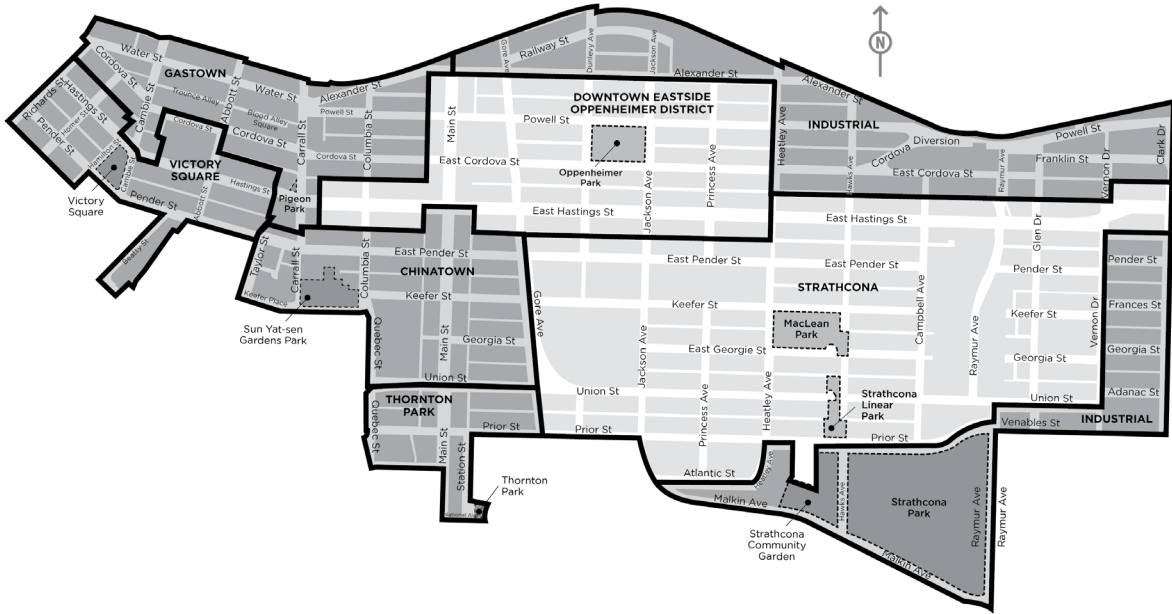 N
Water St
Cordova St
GASTOWN
Trounce Alley
Blood Alley
Square
Water St
Abbott St
Cambie St
Alexander St
Powell St
Cordova St
Cordova St
Cordova St
Carrall St
Columbia St
Richards St
Hastings St
Homer St
Hamilton St
Pender St
Cambie St
VICTORY
SQUARE
Hastings St
Abbott St
Pender St
Victory
Square
Beatty St
Pigeon
Park
Main St
Gore Ave
Railway St
Dunlevy Ave
Jackson Ave
Alexander St
DOWNTOWN EASTSIDE
OPPENHEIMER DISTRICT
Powell St
Oppenheimer
Park
East Cordova St
Jackson Ave
Princess Ave
East Hastings St
Heatley Ave
Alexander St
INDUSTRIAL
Hawks Ave
Cordova
Diversion
Powell St
Raymur Ave
Franklin St
East Cordova St
Vernon Dr
Clark Dr
Taylor St
Carrall St
Keefer Place
Columbia St
Sun Yat-sen
Gardens Park
East Pender St
CHINATOWN
Keefer St
Main St
Georgia St
Quebec St
Union St
Gore Ave
East Hastings St
East Pender St
East Pender St
STRATHCONA
Glen Dr
Pender St
Pender St
Keefer St
MacLean
Park
Campbell Ave
Raymur Ave
Keefer St
Vernon Dr
Frances St
East Georgie St
Jackson Ave
Georgia St
Georgia St
Union St
Princess Ave
Heatley Ave
Strathcona
Linear
Park
Union St
Adanac St
Prior St
Prior St
Venables St
INDUSTRIAL
THORNTON
PARK
Quebec St
Main St
Prior St
Station St
National Ave
Thornton
Park
Atlantic St
Heatley Ave
Malkin Ave
Hawks Ave
Strathcona
Community
Garden
Strathcona
Park
Raymur Ave
Raymur Ave
Malkin Ave